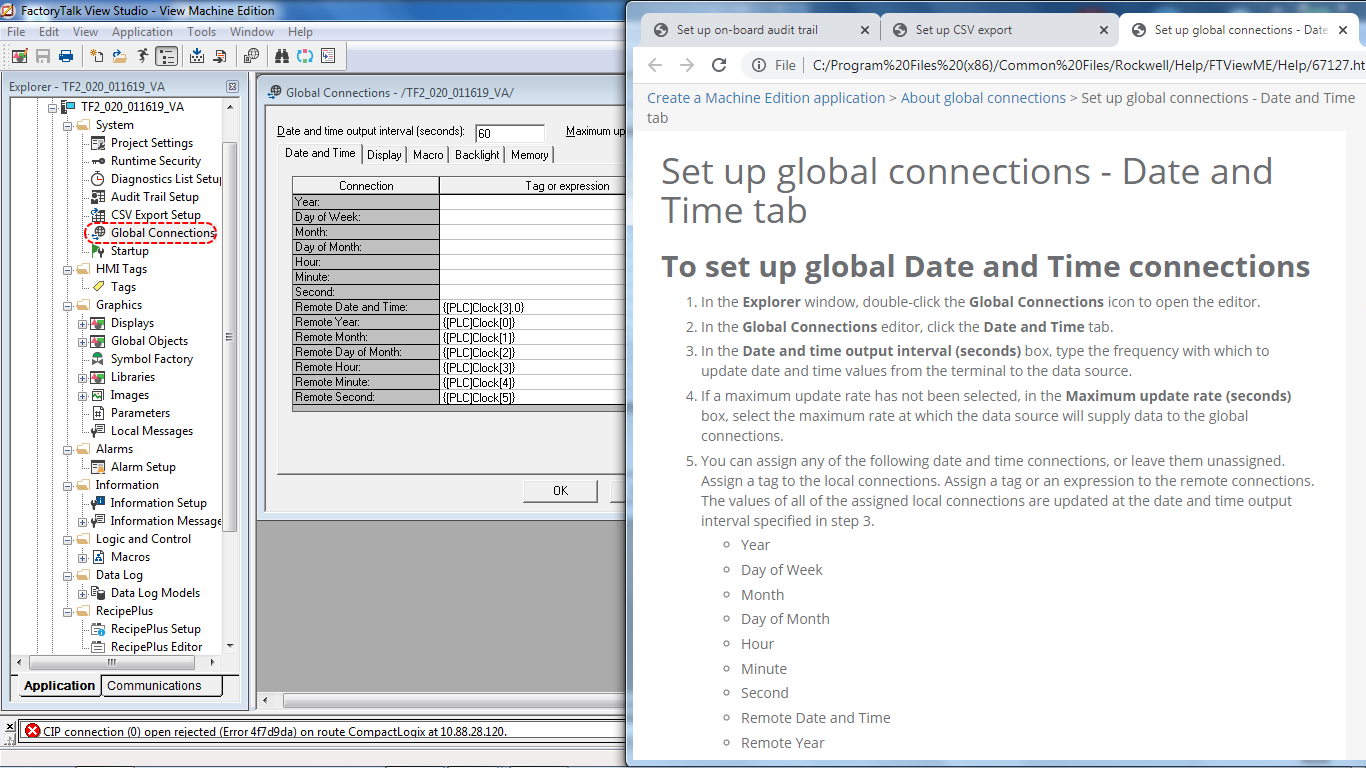 FactoryTalk View Studio - View Machine Edition
File Edit View Application Tools Window Help
Explorer - TF2_020_011619_VA
TF2_020_011619_VA
System
Project Settings
Runtime Security
Diagnostics List Setup
Audit Trail Setup
CSV Export Setup
Global Connections
Startup
HMI Tags
Tags
Graphics
Displays
Global Objects
Symbol Factory
Libraries
Images
Parameters
Local Messages
Alarms
Alarm Setup
Information
Information Setup
Information Message
Logic and Control
Macros
Data Log
Data Log Models
RecipePlus
RecipePlus Setup
RecipePlus Editor
Application Communications
Global Connections - /TF2_020_011619_VA/
Date and time output interval (seconds): 60 Maximum up
Date and Time Display Macro Backlight Memory
Connection Tag or expression
Year:
Day of Week:
Month:
Day of Month:
Hour:
Minute:
Second:
Remote Date and Time: {[PLC]Clock[3].0}
Remote Year: {[PLC]Clock[0]}
Remote Month: {[PLC]Clock[1]}
Remote Day of Month: {[PLC]Clock[2]}
Remote Hour: {[PLC]Clock[3]}
Remote Minute: {[PLC]Clock[4]}
Remote Second: {[PLC]Clock[5]}
OK
CIP connection (0) open rejected (Error 4f7d9da) on route CompactLogix at 10.88.28.120.
Set up on-board audit trail
Set up CSV export
Set up global connections - Date
File C:/Program%20Files%20(x86)/Common%20Files/Rockwell/Help/FTViewME/Help/67127.ht
Create a Machine Edition application > About global connections > Set up global connections - Date and Time
tab
Set up global connections - Date and
Time tab
To set up global Date and Time connections
1. In the Explorer window, double-click the Global Connections icon to open the editor.
2. In the Global Connections editor, click the Date and Time tab.
3. In the Date and time output interval (seconds) box, type the frequency with which to
update date and time values from the terminal to the data source.
4. If a maximum update rate has not been selected, in the Maximum update rate (seconds)
box, select the maximum rate at which the data source will supply data to the global
connections.
5. You can assign any of the following date and time connections, or leave them unassigned.
Assign a tag to the local connections. Assign a tag or an expression to the remote connections.
The values of all of the assigned local connections are updated at the date and time output
interval specified in step 3.
Year
Day of Week
Month
Day of Month
Hour
Minute
Second
Remote Date and Time
Remote Year